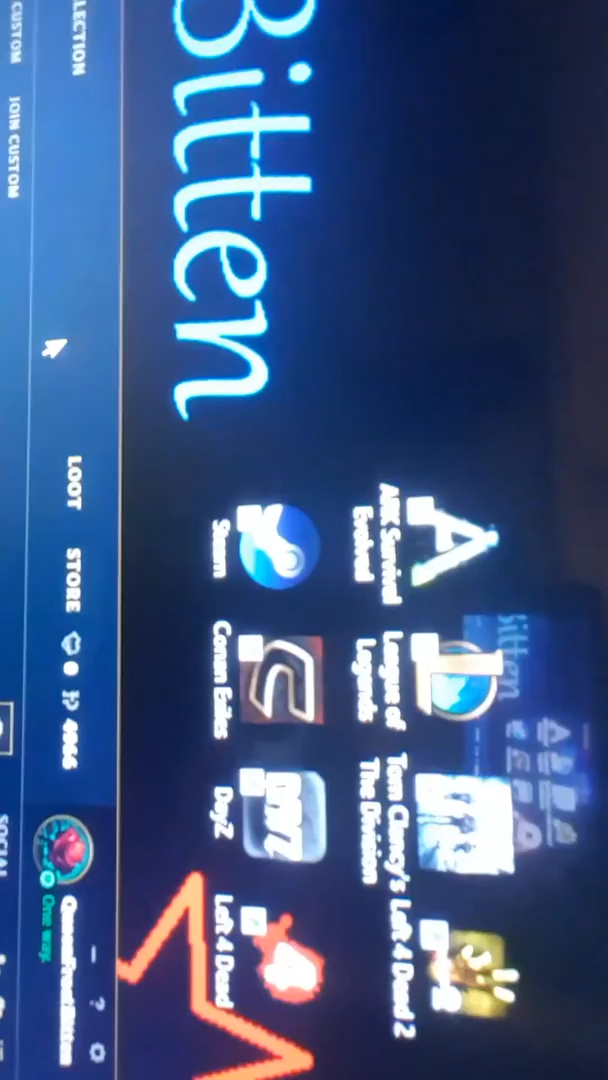 ARK Survival
Evolved
League of
Legends
Tom Clancy's
The Division
Left 4 Dead 2
Steam
Conan Exiles
DayZ
Left 4 Dead
Bitten
LECTION
LOOT
STORE
4066
One way.
CUSTOM
JOIN CUSTOM
SOCIAL